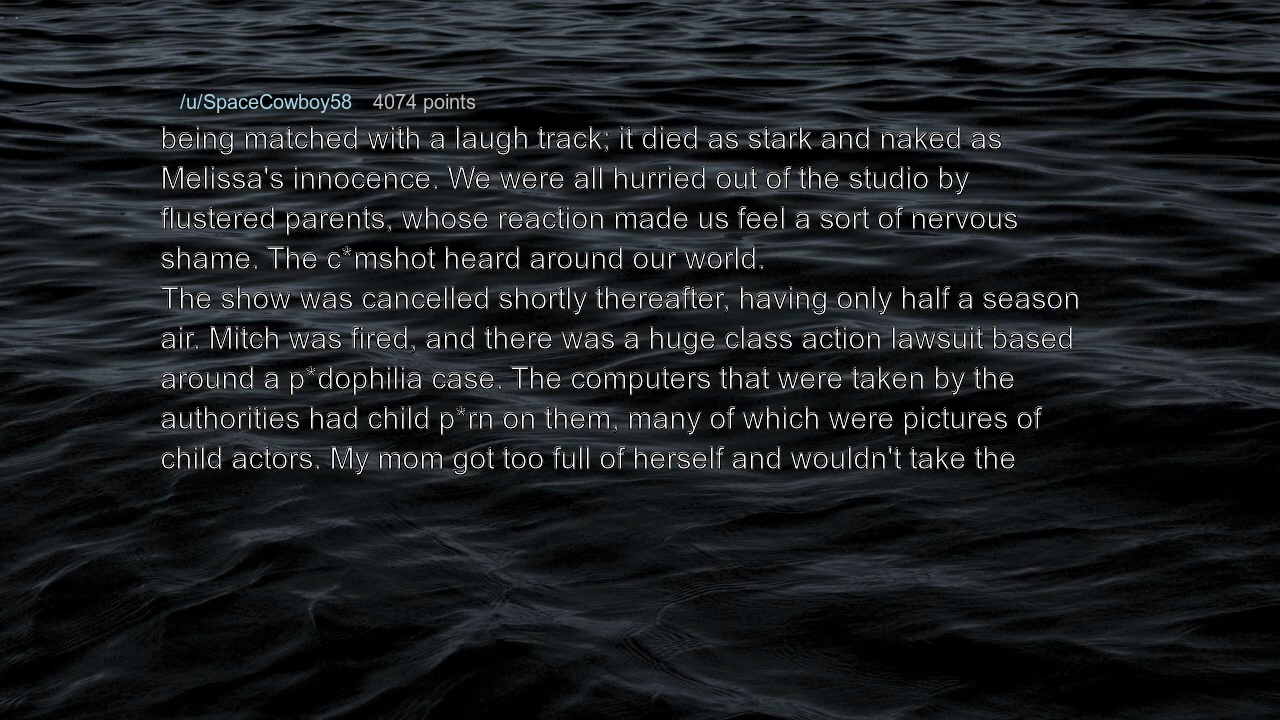 /u/SpaceCowboy58 4074 points
being matched with a laugh track; it died as stark and naked as
Melissa's innocence. We were all hurried out of the studio by
flustered parents, whose reaction made us feel a sort of nervous
shame. The c*mshot heard around our world.
The show was cancelled shortly thereafter, having only half a season
air. Mitch was fired, and there was a huge class action lawsuit based
around a p*dophilia case. The computers that were taken by the
authorities had child p*rn on them, many of which were pictures of
child actors. My mom got too full of herself and wouldn't take the